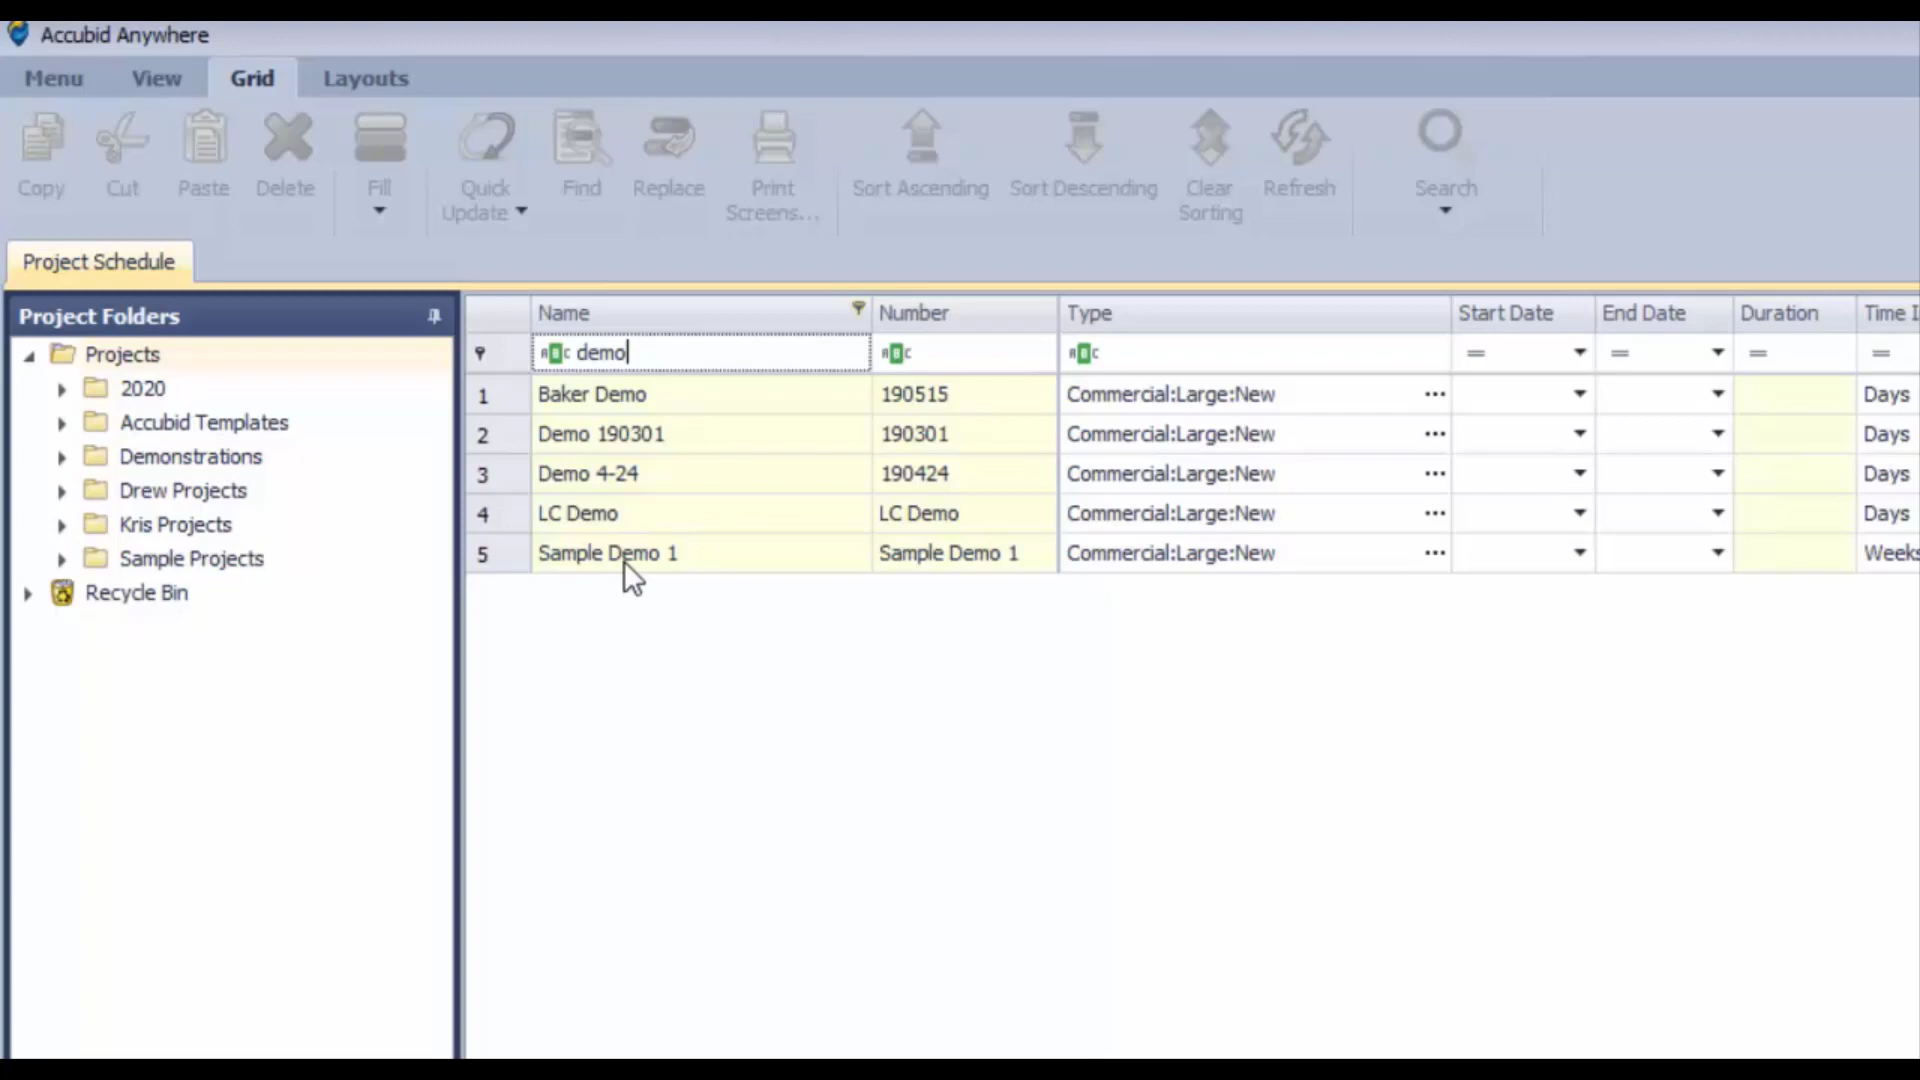 Accubid Anywhere
Menu View Grid Layouts
Copy Cut Paste Delete Fill Quick Update Find Replace Print Screens... Sort Ascending Sort Descending Clear Sorting Refresh Search
Project Schedule
Project Folders
Projects
2020
Accubid Templates
Demonstrations
Drew Projects
Kris Projects
Sample Projects
Recycle Bin
Name Number Type Start Date End Date Duration Time I
ABC demo ABC ABC = = = =
1 Baker Demo 190515 Commercial:Large:New ... Days
2 Demo 190301 190301 Commercial:Large:New ... Days
3 Demo 4-24 190424 Commercial:Large:New ... Days
4 LC Demo LC Demo Commercial:Large:New ... Days
5 Sample Demo 1 Sample Demo 1 Commercial:Large:New ... Weeks